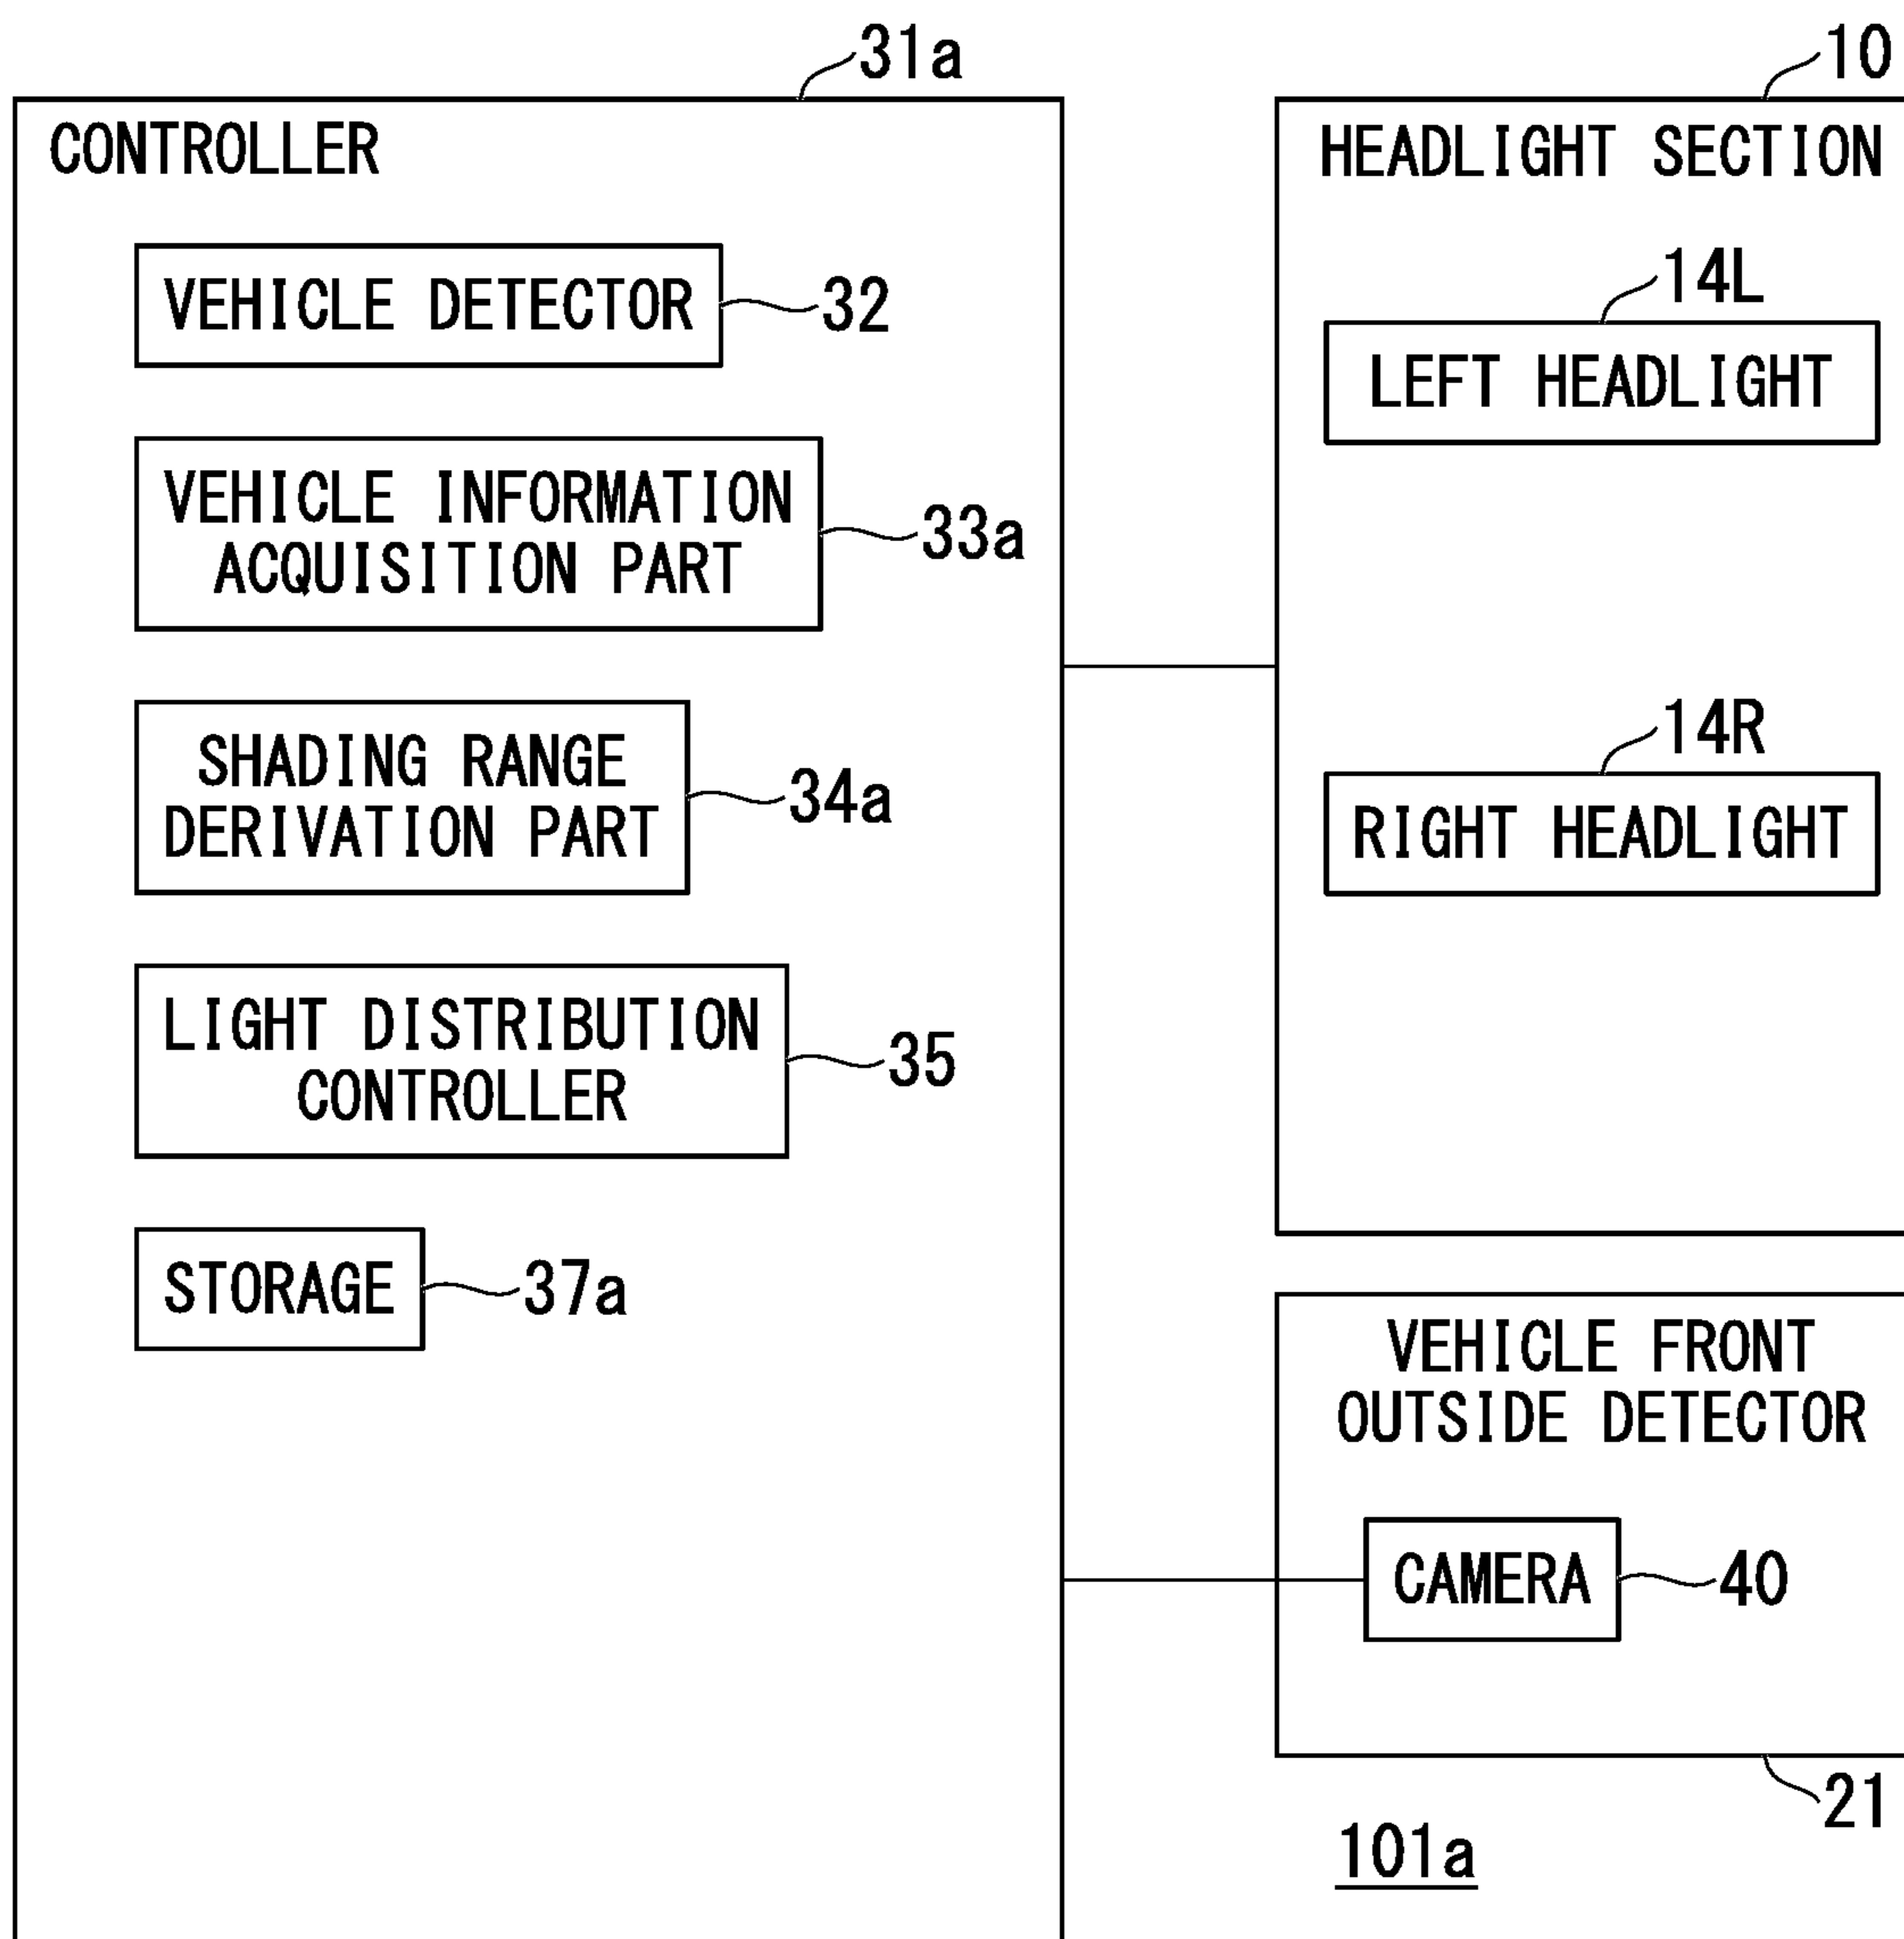 31a
CONTROLLER
VEHICLE DETECTOR
32
VEHICLE INFORMATION
ACQUISITION PART
33a
SHADING RANGE
DERIVATION PART
34a
LIGHT DISTRIBUTION
CONTROLLER
35
STORAGE
37a
10
HEADLIGHT SECTION
14L
LEFT HEADLIGHT
14R
RIGHT HEADLIGHT
VEHICLE FRONT
OUTSIDE DETECTOR
CAMERA
40
21
101a